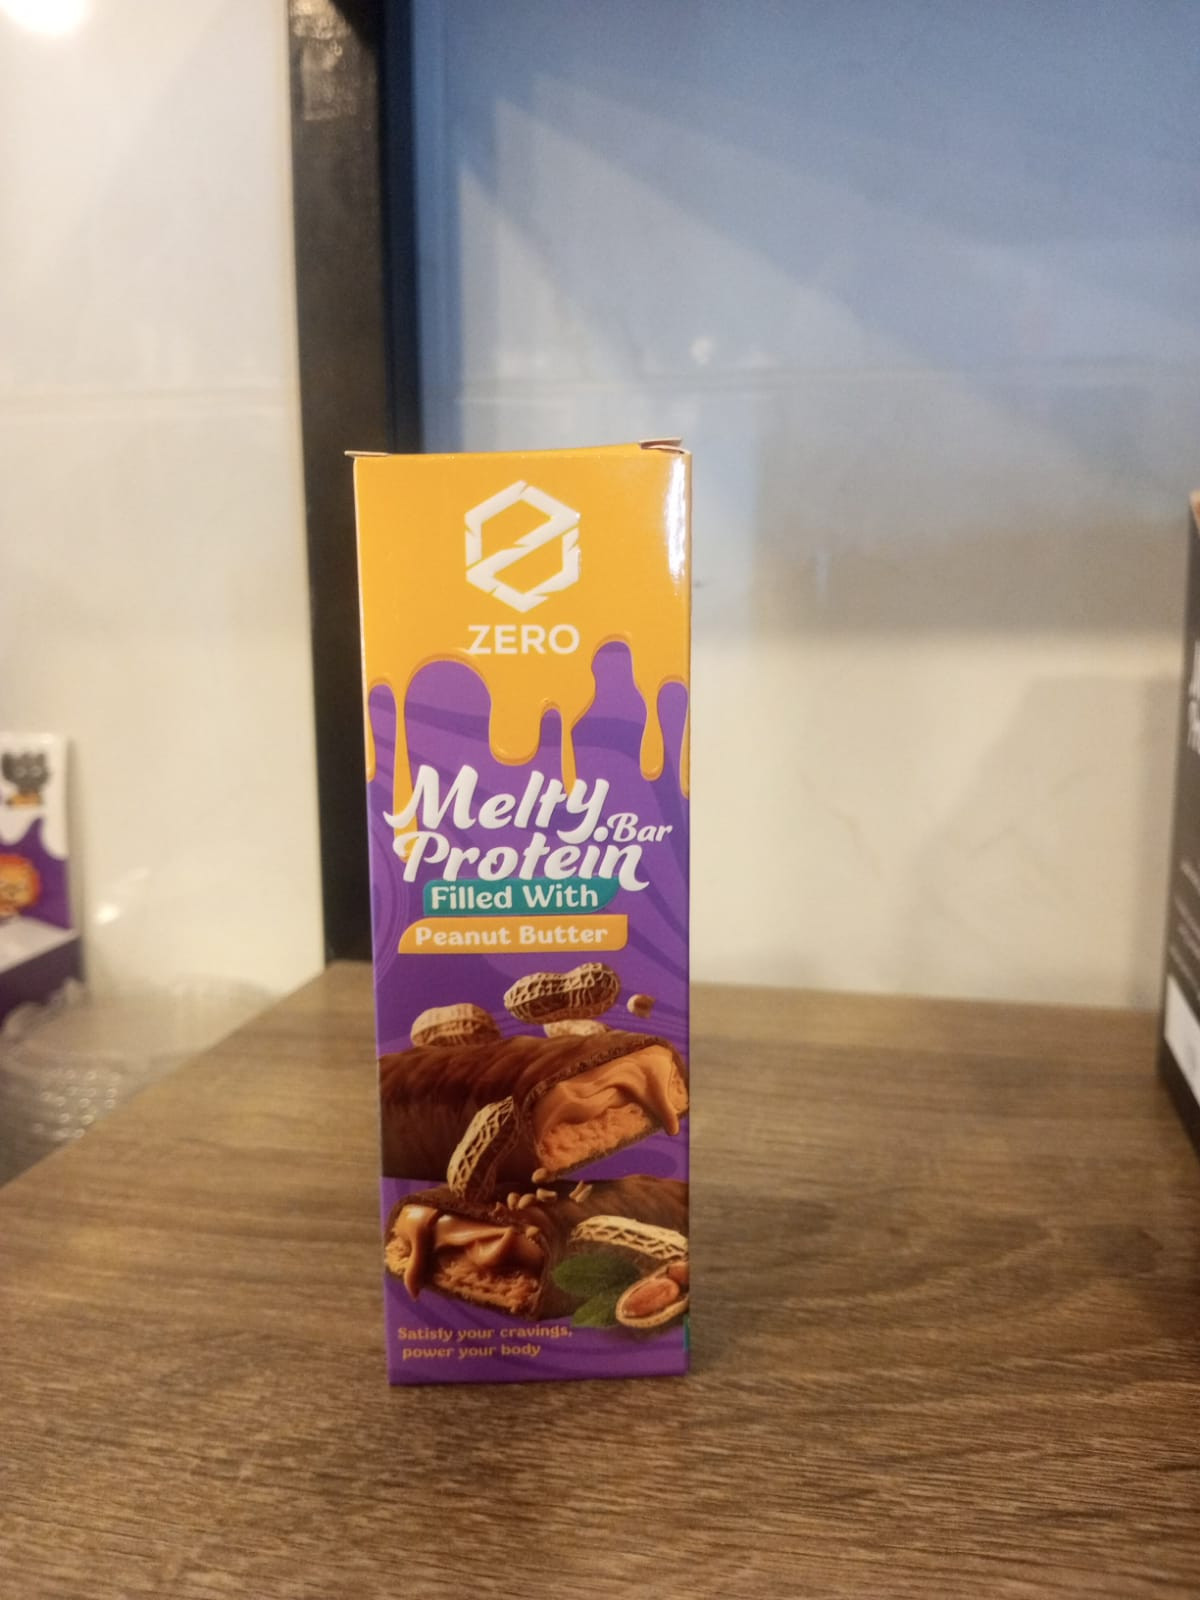 ZERO
Melty
Protein Bar
Filled With
Peanut Butter
Satisfy your cravings,
power your body